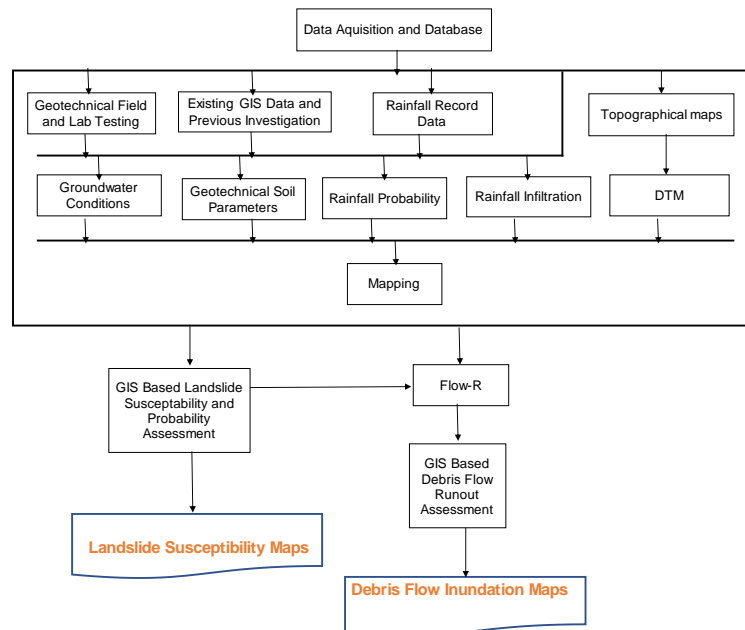 Data Aquisition and Database
Geotechnical Field
and Lab Testing
Existing GIS Data and
Previous Investigation
Rainfall Record
Data
Topographical maps
Groundwater
Conditions
Geotechnical Soil
Parameters
Rainfall Probability
Rainfall Infiltration
DTM
Mapping
GIS Based Landslide
Susceptability and
Probability
Assessment
Flow-R
GIS Based
Debris Flow
Runout
Assessment
Landslide Susceptibility Maps
Debris Flow Inundation Maps